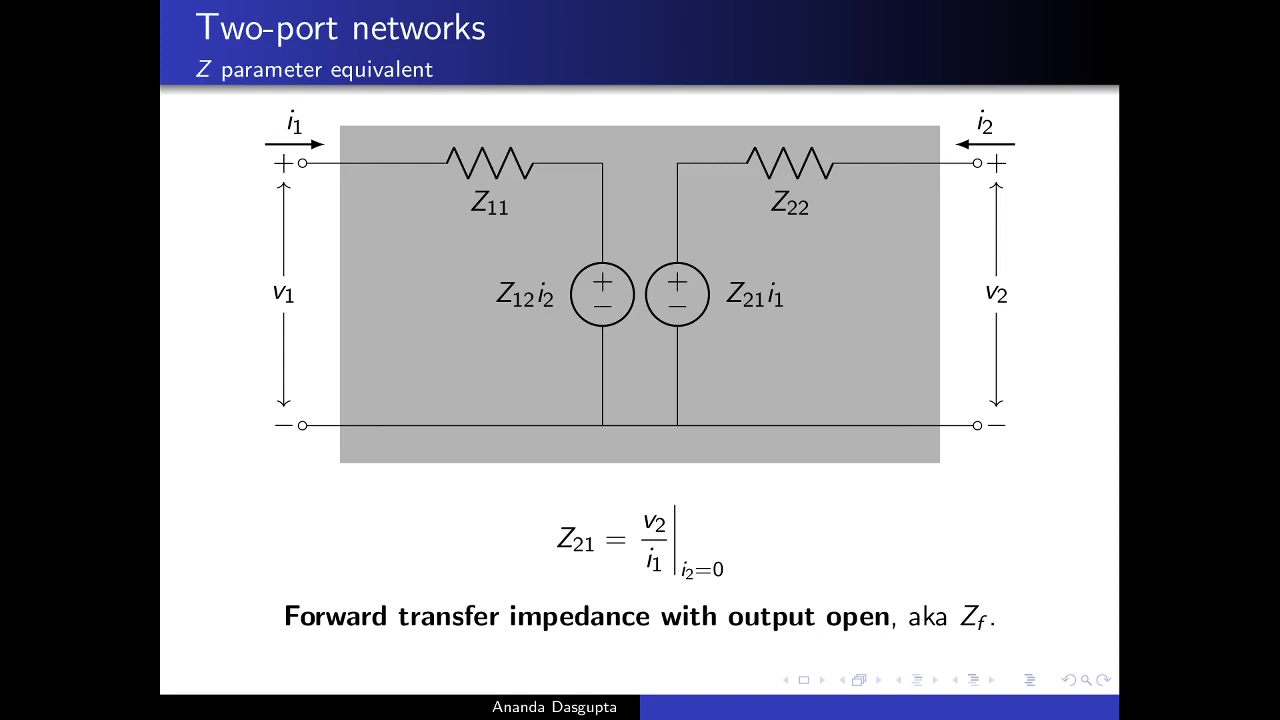 Two-port networks
Z parameter equivalent
i₁ i₂
+ +
Z₁₁ Z₂₂
v₁ Z₁₂i₂ + − + − Z₂₁i₁ v₂
− −
Z₂₁ = v₂/i₁ |i₂=0
Forward transfer impedance with output open, aka Z_f.
Ananda Dasgupta